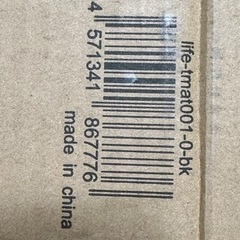 life-tmat001-0-bk
4 571341 867776
made in china